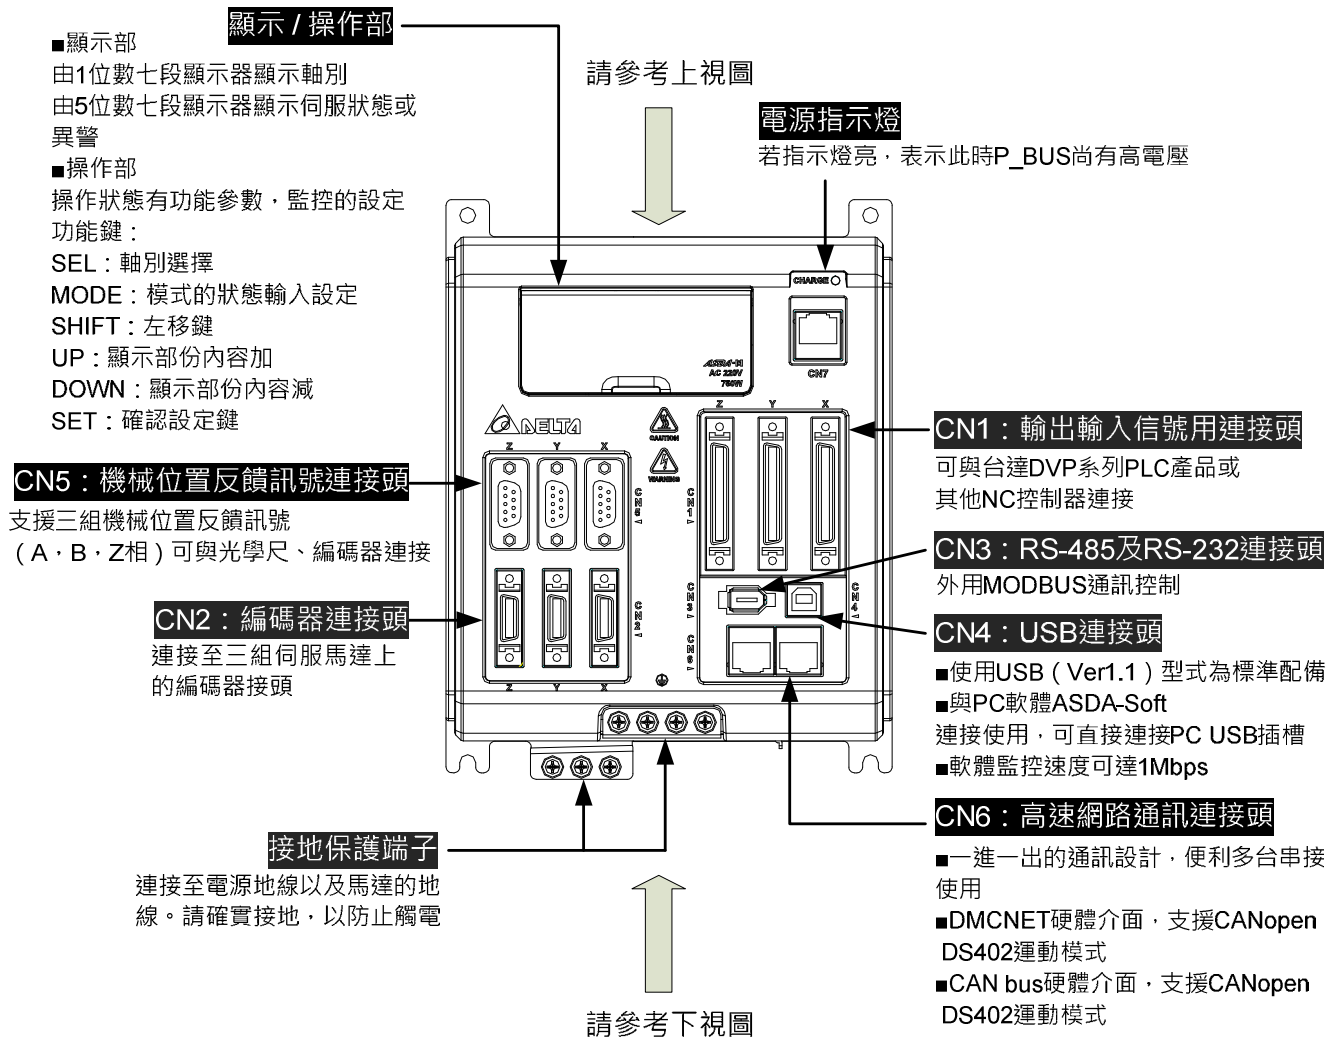 顯示 / 操作部
■顯示部
由1位數七段顯示器顯示軸別
由5位數七段顯示器顯示伺服狀態或
異警
■操作部
操作狀態有功能參數，監控的設定
功能鍵：
SEL：軸別選擇
MODE：模式的狀態輸入設定
SHIFT：左移鍵
UP：顯示部份內容加
DOWN：顯示部份內容減
SET：確認設定鍵
請參考上視圖
電源指示燈
若指示燈亮，表示此時P_BUS尚有高電壓
CHARGE
CN7
ASDA-M
AC 220V
750W
DELTA
CAUTION
WARNING
Z Y X
Z Y X
CN5
CN1
CN2
CN3
CN4
CN6
Z Y X
CN5：機械位置反饋訊號連接頭
支援三組機械位置反饋訊號
（A，B，Z相）可與光學尺、編碼器連接
CN2：編碼器連接頭
連接至三組伺服馬達上
的編碼器接頭
接地保護端子
連接至電源地線以及馬達的地
線。請確實接地，以防止觸電
CN1：輸出輸入信號用連接頭
可與台達DVP系列PLC產品或
其他NC控制器連接
CN3：RS-485及RS-232連接頭
外用MODBUS通訊控制
CN4：USB連接頭
■使用USB（Ver1.1）型式為標準配備
■與PC軟體ASDA-Soft
連接使用，可直接連接PC USB插槽
■軟體監控速度可達1Mbps
CN6：高速網路通訊連接頭
■一進一出的通訊設計，便利多台串接
使用
■DMCNET硬體介面，支援CANopen
DS402運動模式
■CAN bus硬體介面，支援CANopen
DS402運動模式
請參考下視圖